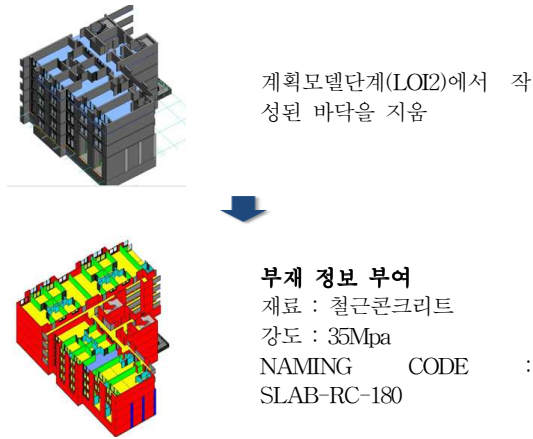 계획모델단계(LOI2)에서 작
성된 바닥을 지움
부재 정보 부여
재료 : 철근콘크리트
강도 : 35Mpa
NAMING CODE :
SLAB-RC-180